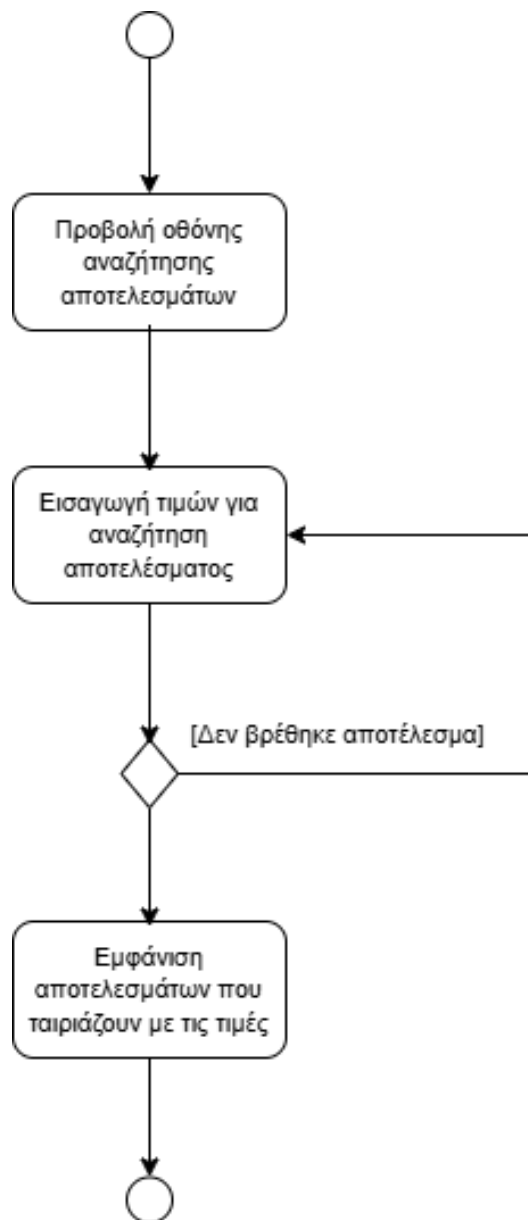 Προβολή οθόνης
αναζήτησης
αποτελεσμάτων
Εισαγωγή τιμών για
αναζήτηση
αποτελέσματος
[Δεν βρέθηκε αποτέλεσμα]
Εμφάνιση
αποτελεσμάτων που
ταιριάζουν με τις τιμές